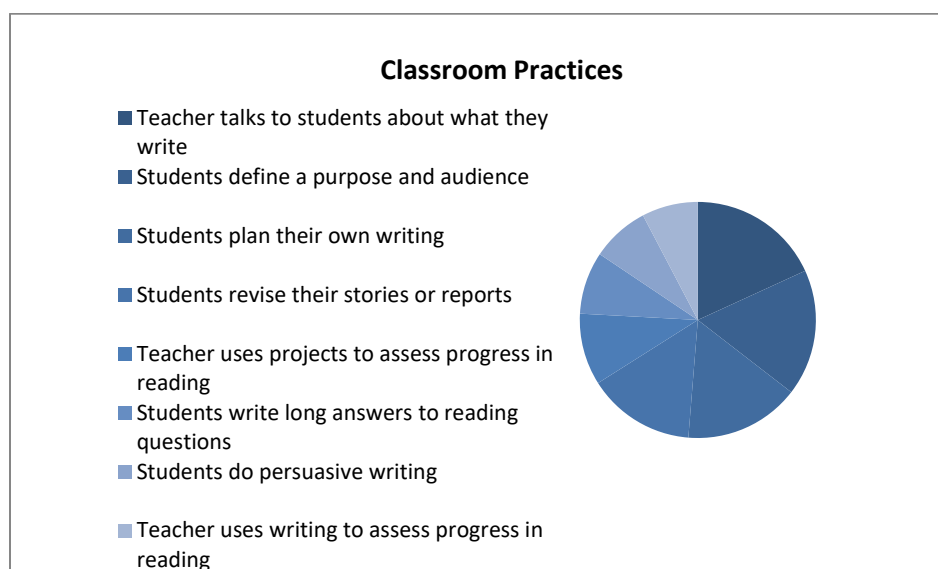 Classroom Practices
Teacher talks to students about what they
write
Students define a purpose and audience
Students plan their own writing
Students revise their stories or reports
Teacher uses projects to assess progress in
reading
Students write long answers to reading
questions
Students do persuasive writing
Teacher uses writing to assess progress in
reading